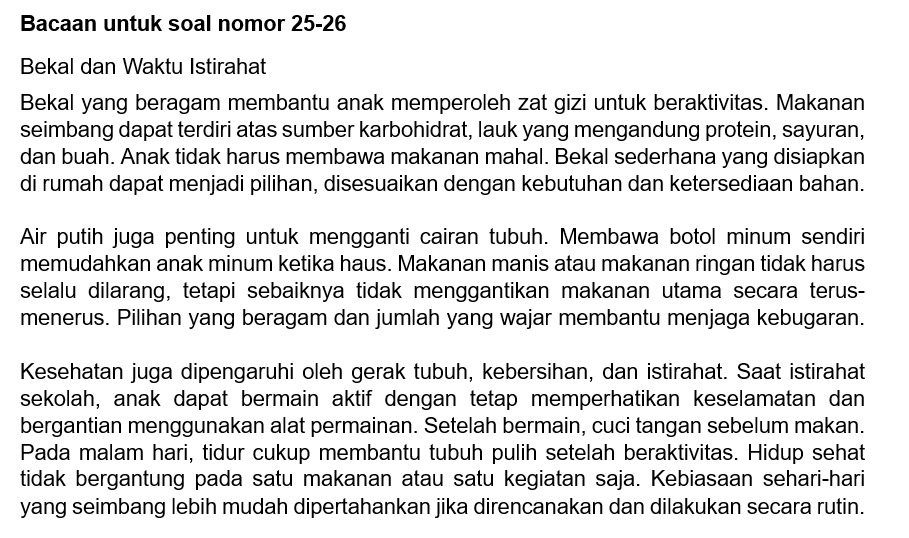 Bacaan untuk soal nomor 25-26
Bekal dan Waktu Istirahat
Bekal yang beragam membantu anak memperoleh zat gizi untuk beraktivitas. Makanan
seimbang dapat terdiri atas sumber karbohidrat, lauk yang mengandung protein, sayuran,
dan buah. Anak tidak harus membawa makanan mahal. Bekal sederhana yang disiapkan
di rumah dapat menjadi pilihan, disesuaikan dengan kebutuhan dan ketersediaan bahan.
Air putih juga penting untuk mengganti cairan tubuh. Membawa botol minum sendiri
memudahkan anak minum ketika haus. Makanan manis atau makanan ringan tidak harus
selalu dilarang, tetapi sebaiknya tidak menggantikan makanan utama secara terus-
menerus. Pilihan yang beragam dan jumlah yang wajar membantu menjaga kebugaran.
Kesehatan juga dipengaruhi oleh gerak tubuh, kebersihan, dan istirahat. Saat istirahat
sekolah, anak dapat bermain aktif dengan tetap memperhatikan keselamatan dan
bergantian menggunakan alat permainan. Setelah bermain, cuci tangan sebelum makan.
Pada malam hari, tidur cukup membantu tubuh pulih setelah beraktivitas. Hidup sehat
tidak bergantung pada satu makanan atau satu kegiatan saja. Kebiasaan sehari-hari
yang seimbang lebih mudah dipertahankan jika direncanakan dan dilakukan secara rutin.